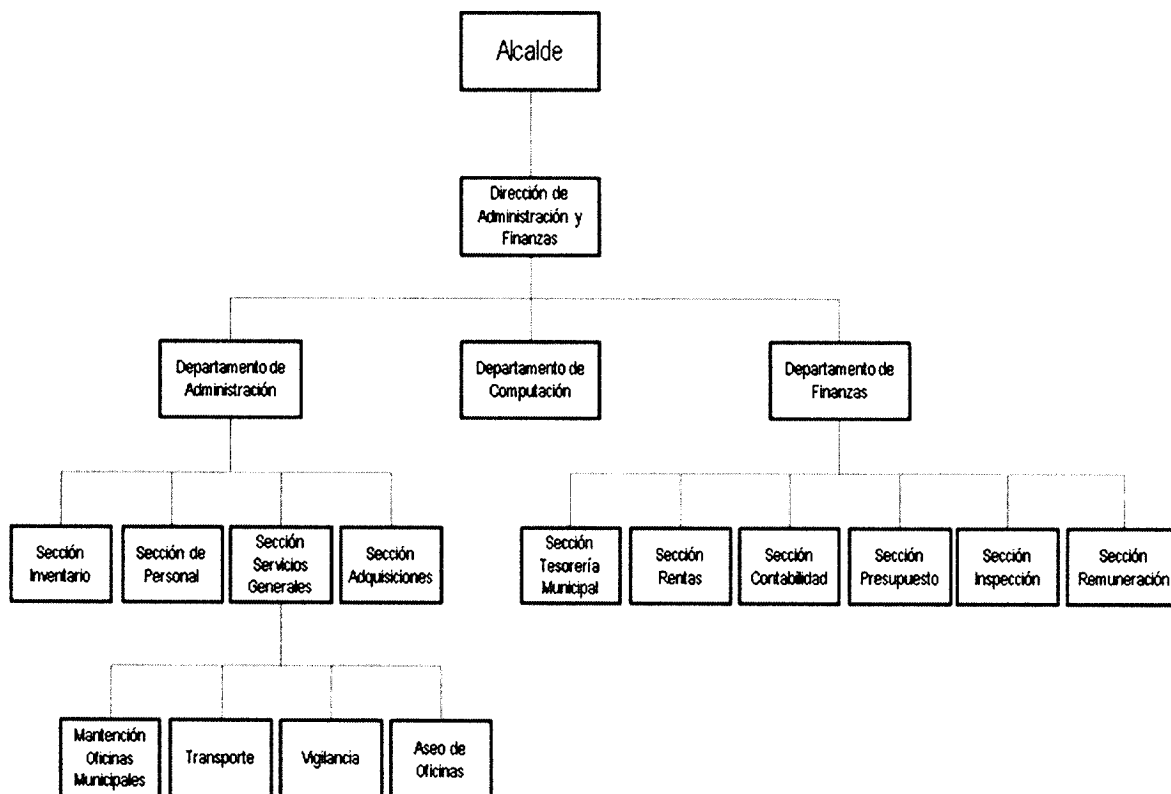 Alcalde
Dirección de
Administración y
Finanzas
Departamento de
Administración
Departamento de
Computación
Departamento de
Finanzas
Sección
Inventario
Sección de
Personal
Sección
Servicios
Generales
Sección
Adquisiciones
Sección
Tesorería
Municipal
Sección
Rentas
Sección
Contabilidad
Sección
Presupuesto
Sección
Inspección
Sección
Remuneración
Mantención
Oficinas
Municipales
Transporte
Vigilancia
Aseo de
Oficinas